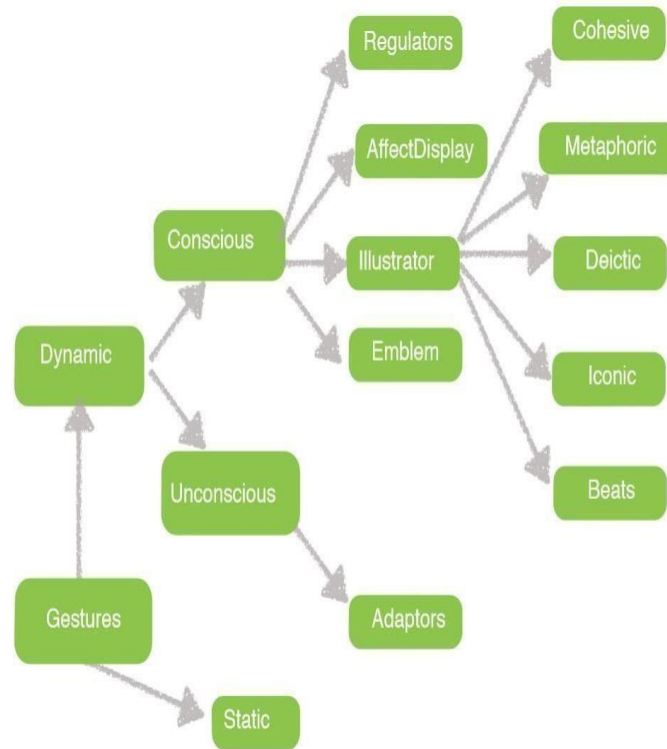 Cohesive
Regulators
Metaphoric
AffectDisplay
Conscious
Illustrator
Deictic
Dynamic
Emblem
Iconic
Unconscious
Beats
Gestures
Adaptors
Static